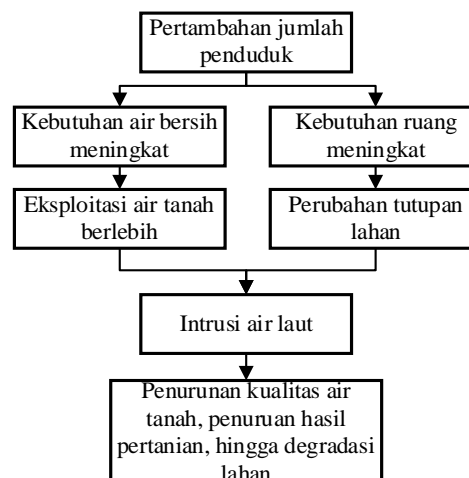 Pertambahan jumlah
penduduk
Kebutuhan air bersih
meningkat
Kebutuhan ruang
meningkat
Eksploitasi air tanah
berlebih
Perubahan tutupan
lahan
Intrusi air laut
Penurunan kualitas air
tanah, penuruan hasil
pertanian, hingga degradasi
lahan